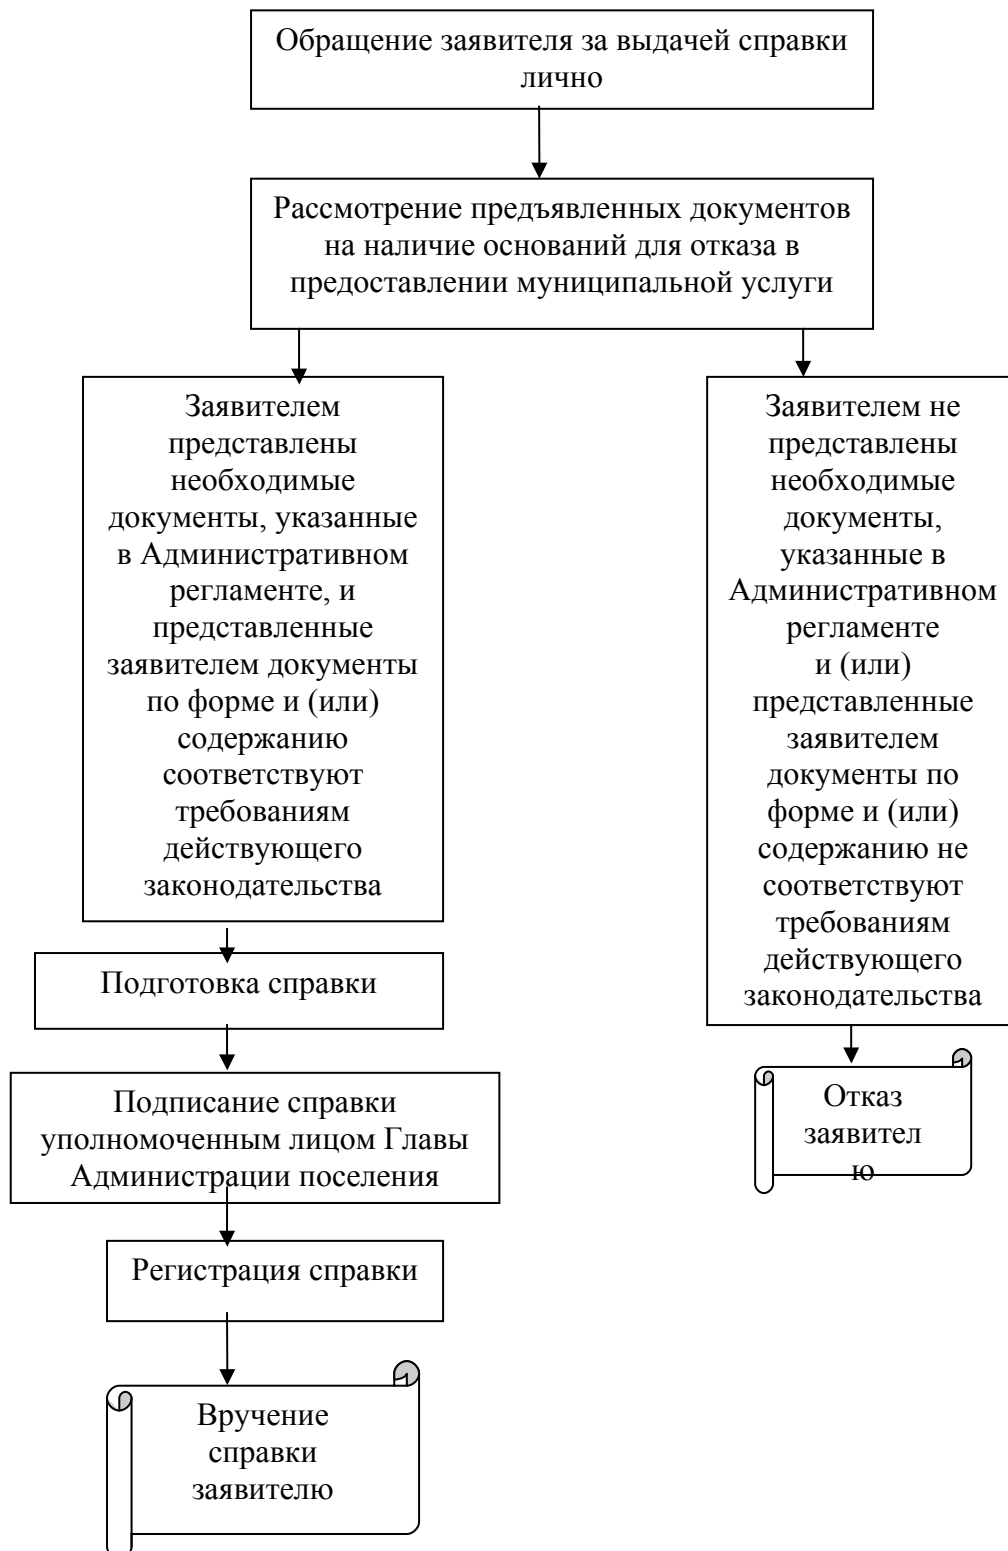 Обращение заявителя за выдачей справки
лично
Рассмотрение предъявленных документов
на наличие оснований для отказа в
предоставлении муниципальной услуги
Заявителем
представлены
необходимые
документы, указанные
в Административном
регламенте, и
представленные
заявителем документы
по форме и (или)
содержанию
соответствуют
требованиям
действующего
законодательства
Заявителем не
представлены
необходимые
документы,
указанные в
Административном
регламенте
и (или)
представленные
заявителем
документы по
форме и (или)
содержанию не
соответствуют
требованиям
действующего
законодательства
Подготовка справки
Подписание справки
уполномоченным лицом Главы
Администрации поселения
Отказ
заявител
ю
Регистрация справки
Вручение
справки
заявителю